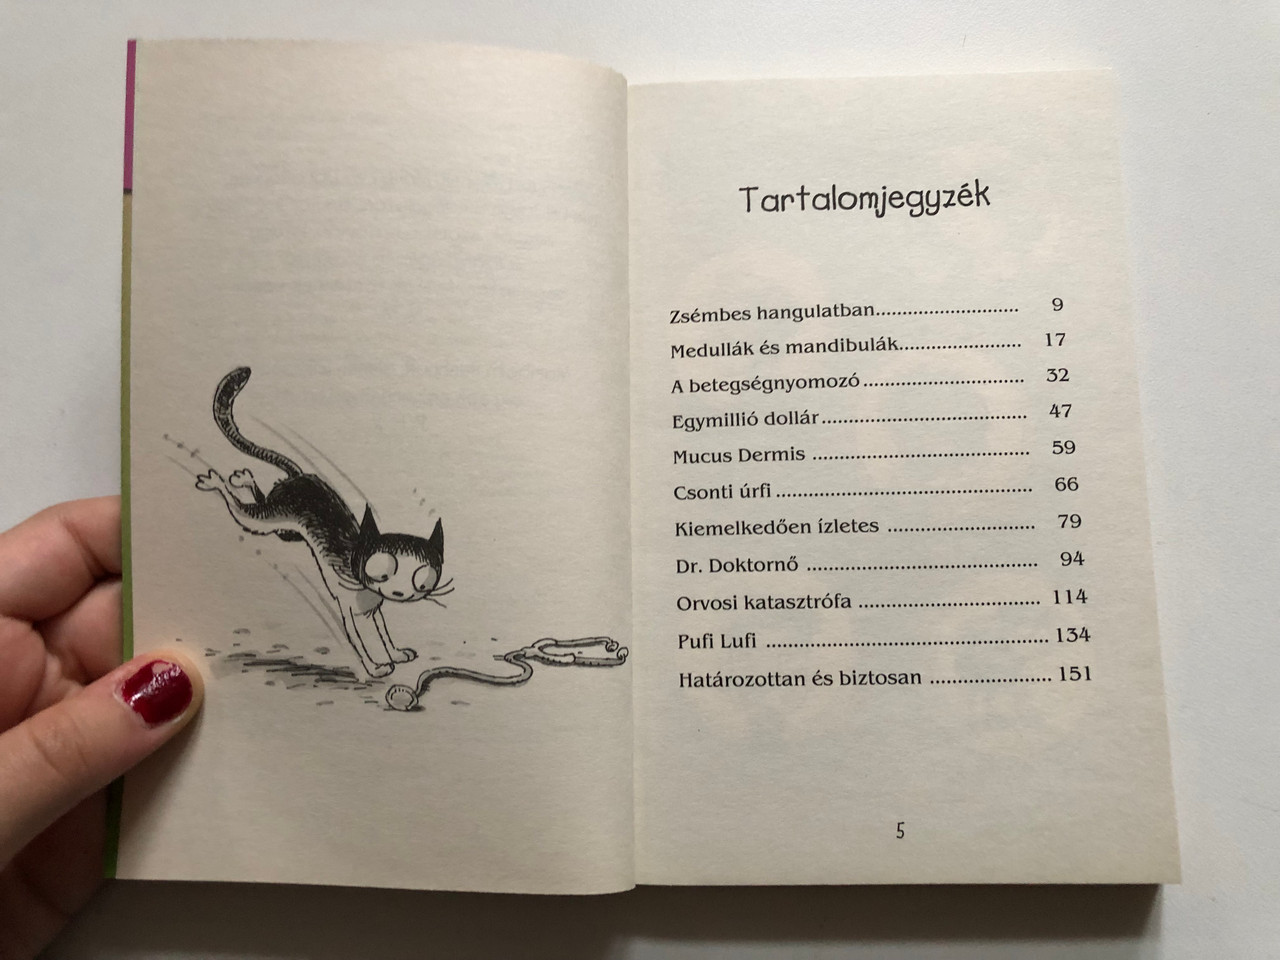 Tartalomjegyzék
Zsémbes hangulatban........................... 9
Medullák és mandibulák....................... 17
A betegségnyomozó............................... 32
Egymillió dollár....................................... 47
Mucus Dermis ......................................... 59
Csonti úrfi ................................................ 66
Kiemelkedően ízletes ............................ 79
Dr. Doktornő ............................................ 94
Orvosi katasztrófa .................................. 114
Pufi Lufi ..................................................... 134
Határozottan és biztosan ...................... 151
5